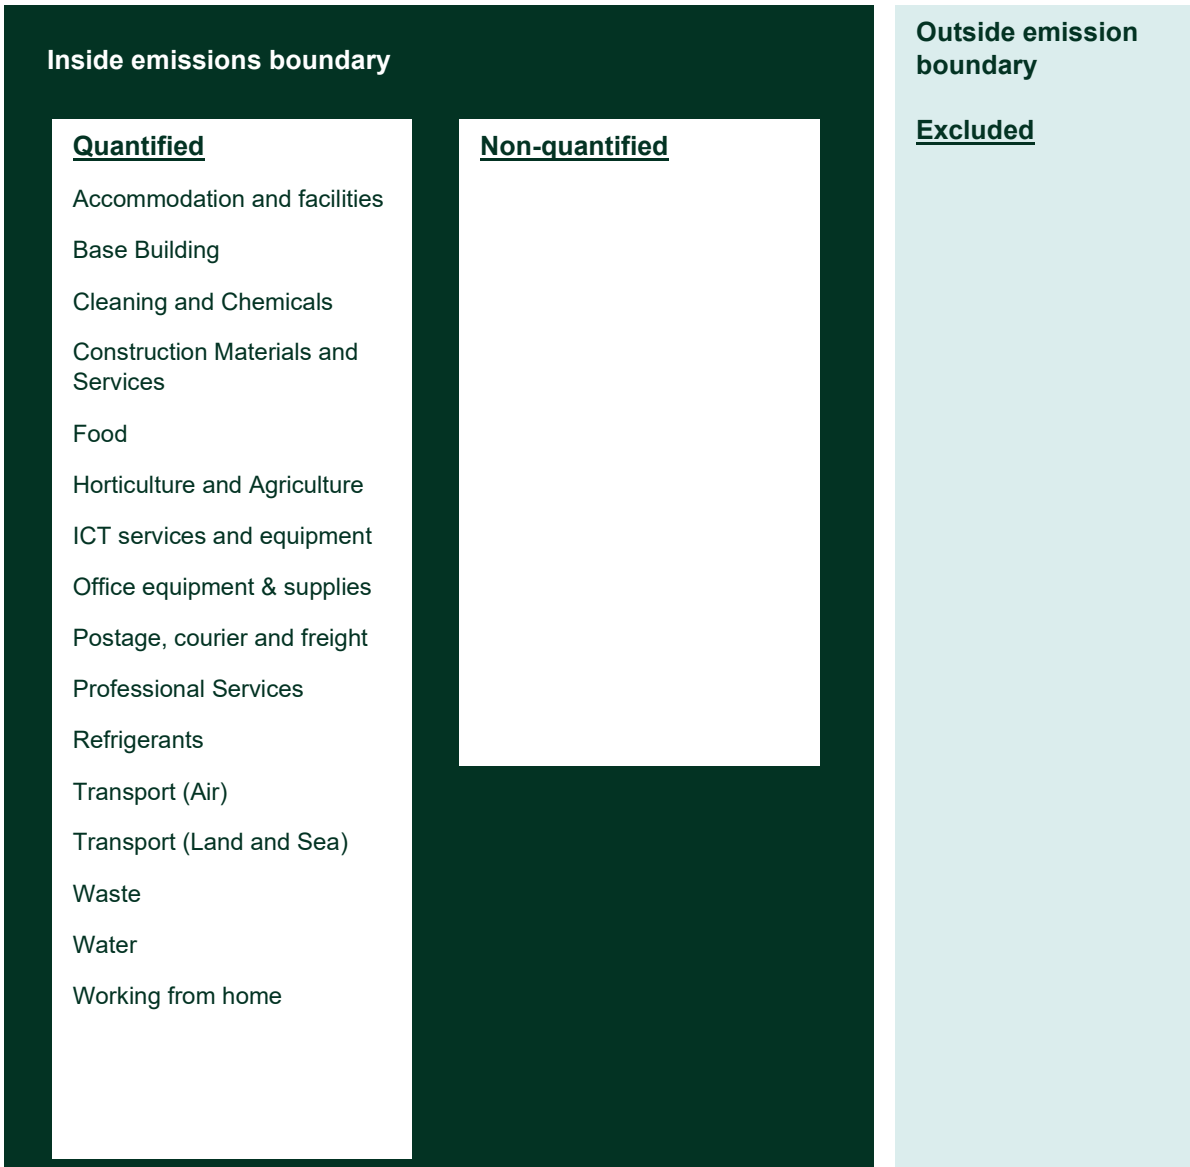 Inside emissions boundary
Quantified
Accommodation and facilities
Base Building
Cleaning and Chemicals
Construction Materials and
Services
Food
Horticulture and Agriculture
ICT services and equipment
Office equipment & supplies
Postage, courier and freight
Professional Services
Refrigerants
Transport (Air)
Transport (Land and Sea)
Waste
Water
Working from home
Non-quantified
Outside emission
boundary
Excluded